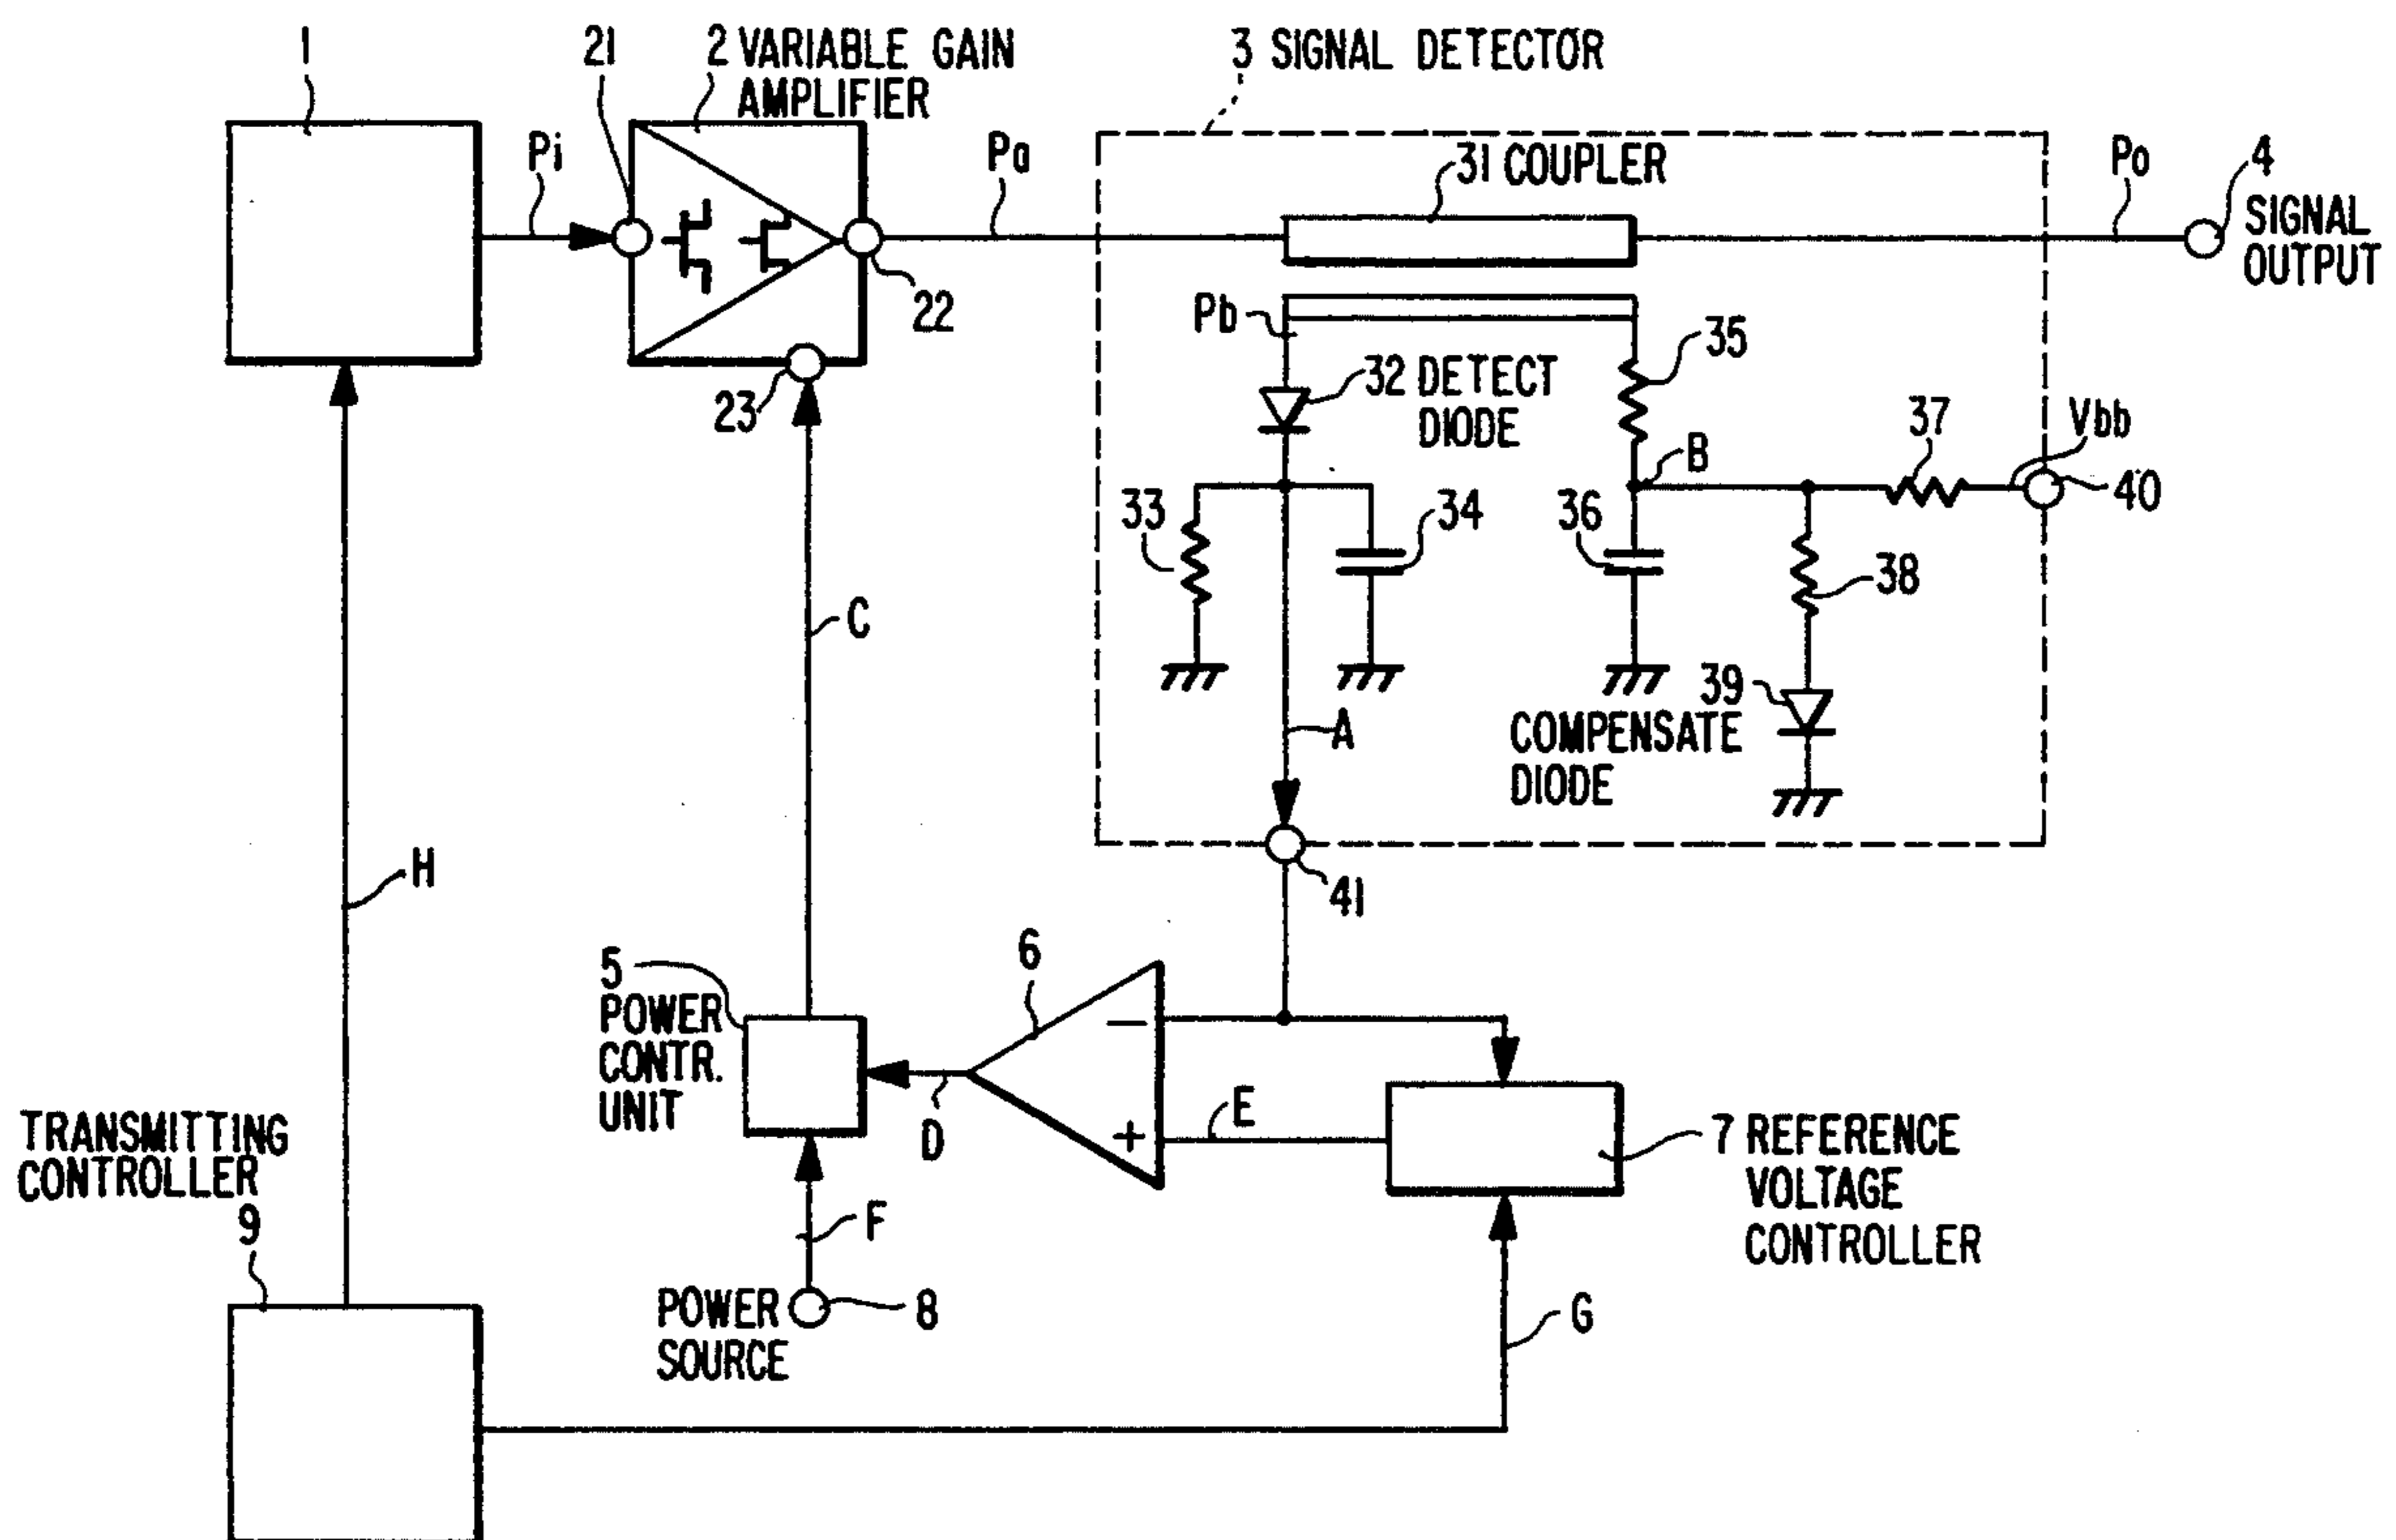 1
21
2 VARIABLE GAIN
AMPLIFIER
3 SIGNAL DETECTOR
Pi
Pa
31 COUPLER
Po
4
SIGNAL
OUTPUT
22
23
Pb
32 DETECT
DIODE
35
B
37
Vbb
40
33
34
36
38
39
COMPENSATE
DIODE
A
C
H
41
5
POWER
CONTR.
UNIT
6
−
+
D
E
7 REFERENCE
VOLTAGE
CONTROLLER
TRANSMITTING
CONTROLLER
9
F
POWER
SOURCE
8
G